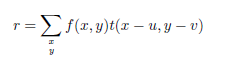 r = ∑ f(x, y)t(x − u, y − v)
x
y